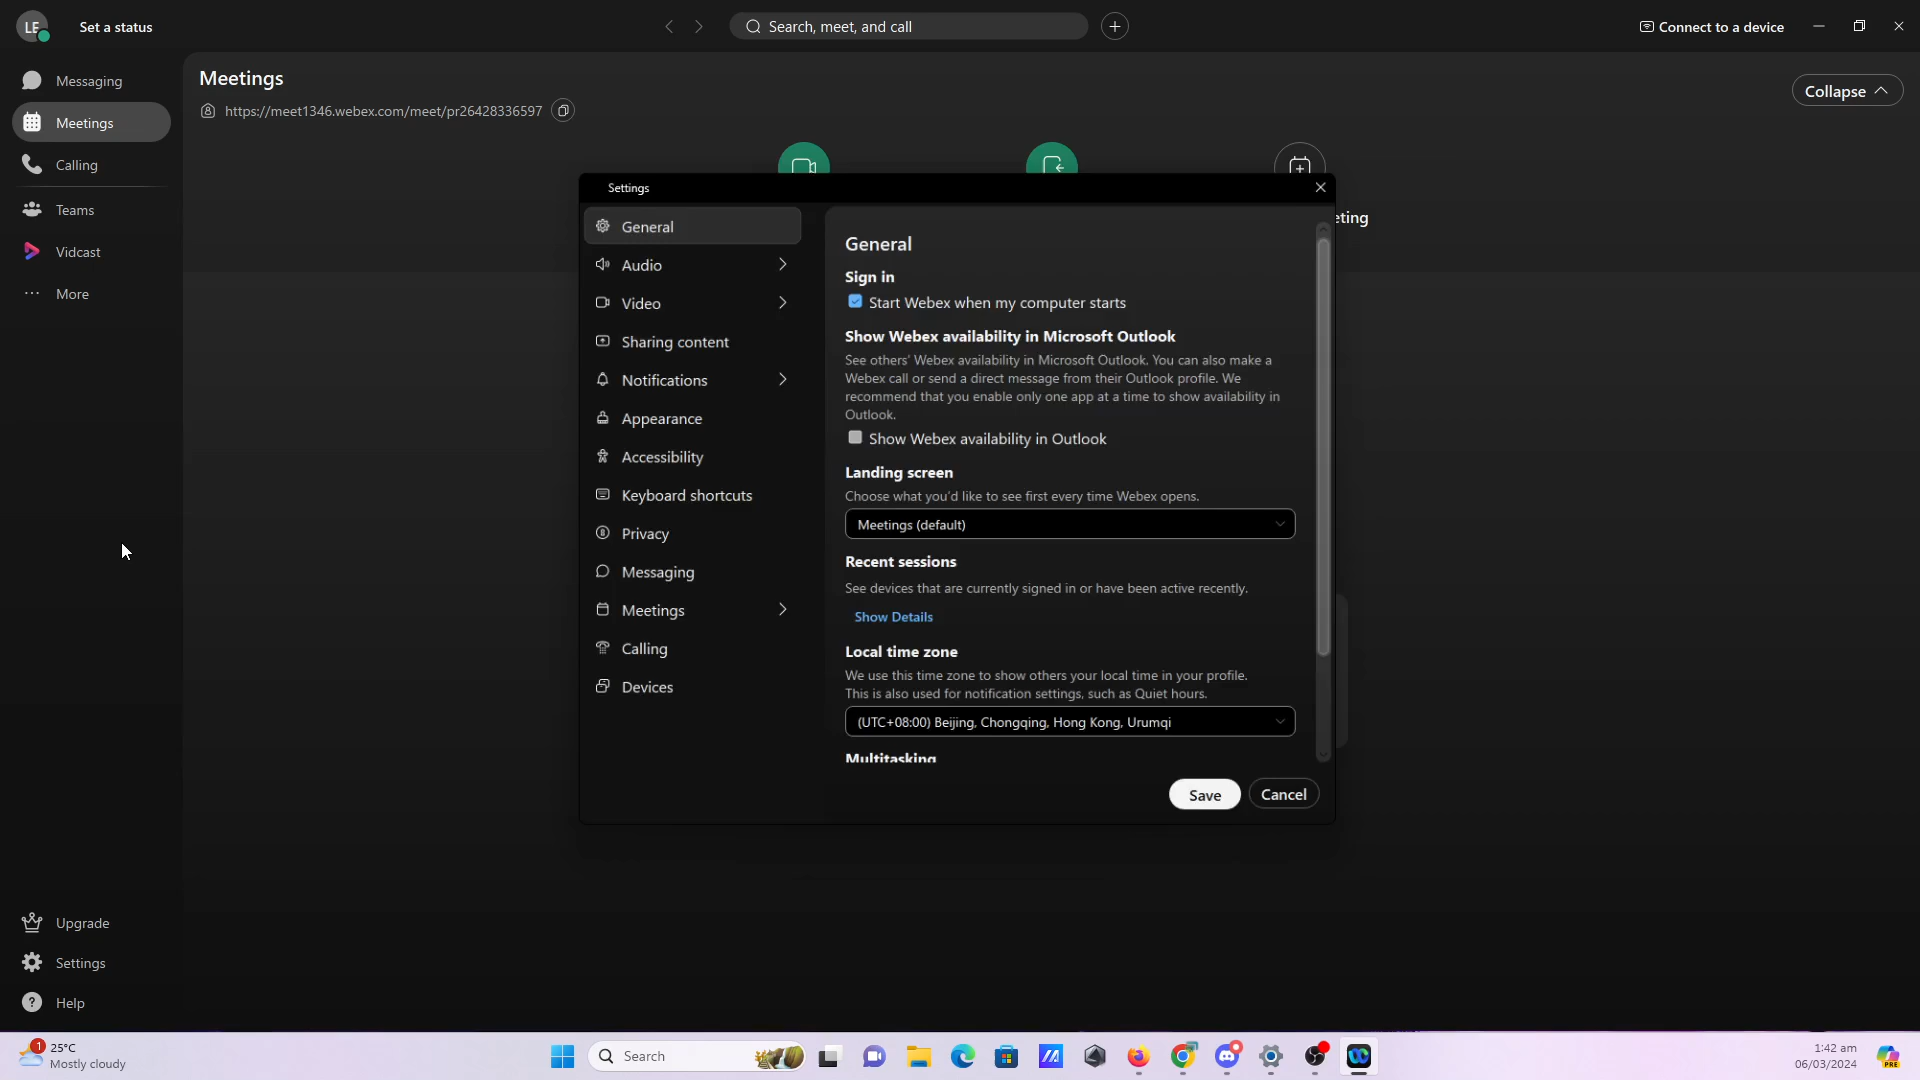 LE
Set a status
Search, meet, and call
Connect to a device
Messaging
Meetings
Calling
Teams
Vidcast
More
Upgrade
Settings
Help
Meetings
https://meet1346.webex.com/meet/pr26428336597
Collapse
eting
Settings
General
Audio
Video
Sharing content
Notifications
Appearance
Accessibility
Keyboard shortcuts
Privacy
Messaging
Meetings
Calling
Devices
General
Sign in
Start Webex when my computer starts
Show Webex availability in Microsoft Outlook
See others' Webex availability in Microsoft Outlook. You can also make a
Webex call or send a direct message from their Outlook profile. We
recommend that you enable only one app at a time to show availability in
Outlook.
Show Webex availability in Outlook
Landing screen
Choose what you'd like to see first every time Webex opens.
Meetings (default)
Recent sessions
See devices that are currently signed in or have been active recently.
Show Details
Local time zone
We use this time zone to show others your local time in your profile.
This is also used for notification settings, such as Quiet hours.
(UTC+08:00) Beijing, Chongqing, Hong Kong, Urumqi
Multitasking
Save
Cancel
1
25°C
Mostly cloudy
Search
1:42 am
06/03/2024
PRE